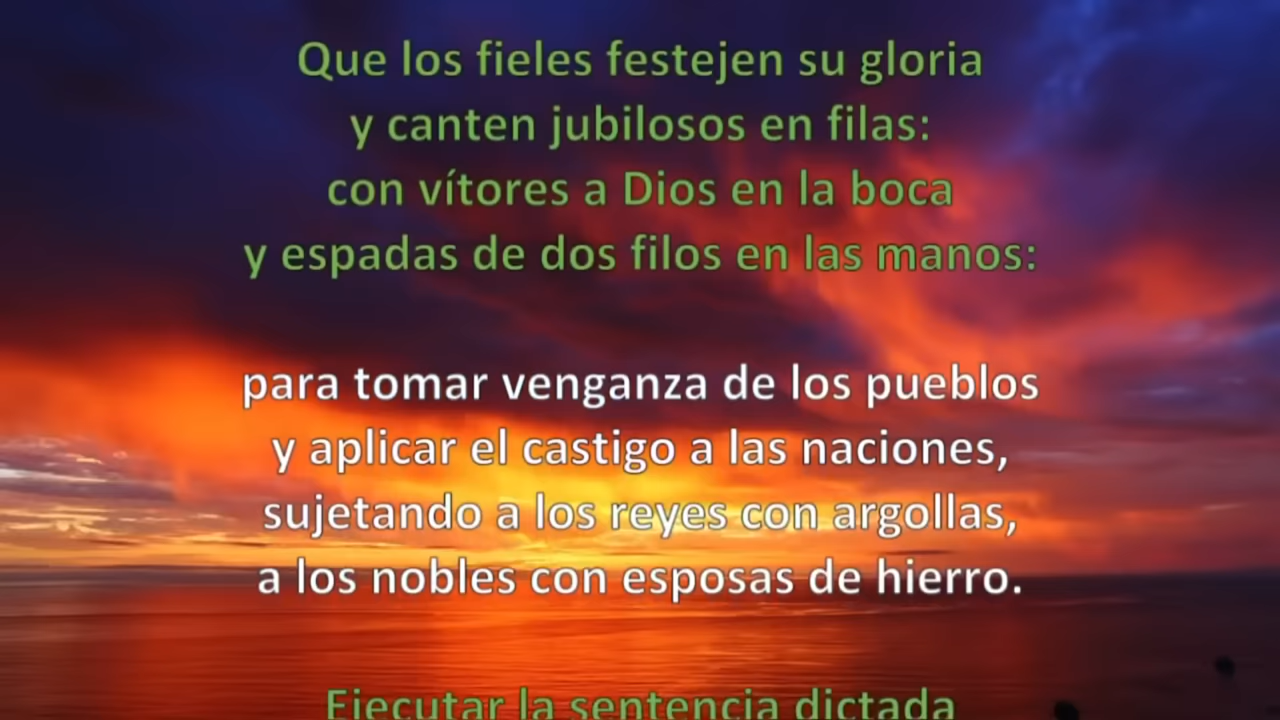 Que los fieles festejen su gloria
y canten jubilosos en filas:
con vítores a Dios en la boca
y espadas de dos filos en las manos:
para tomar venganza de los pueblos
y aplicar el castigo a las naciones,
sujetando a los reyes con argollas,
a los nobles con esposas de hierro.
Ejecutar la sentencia dictada